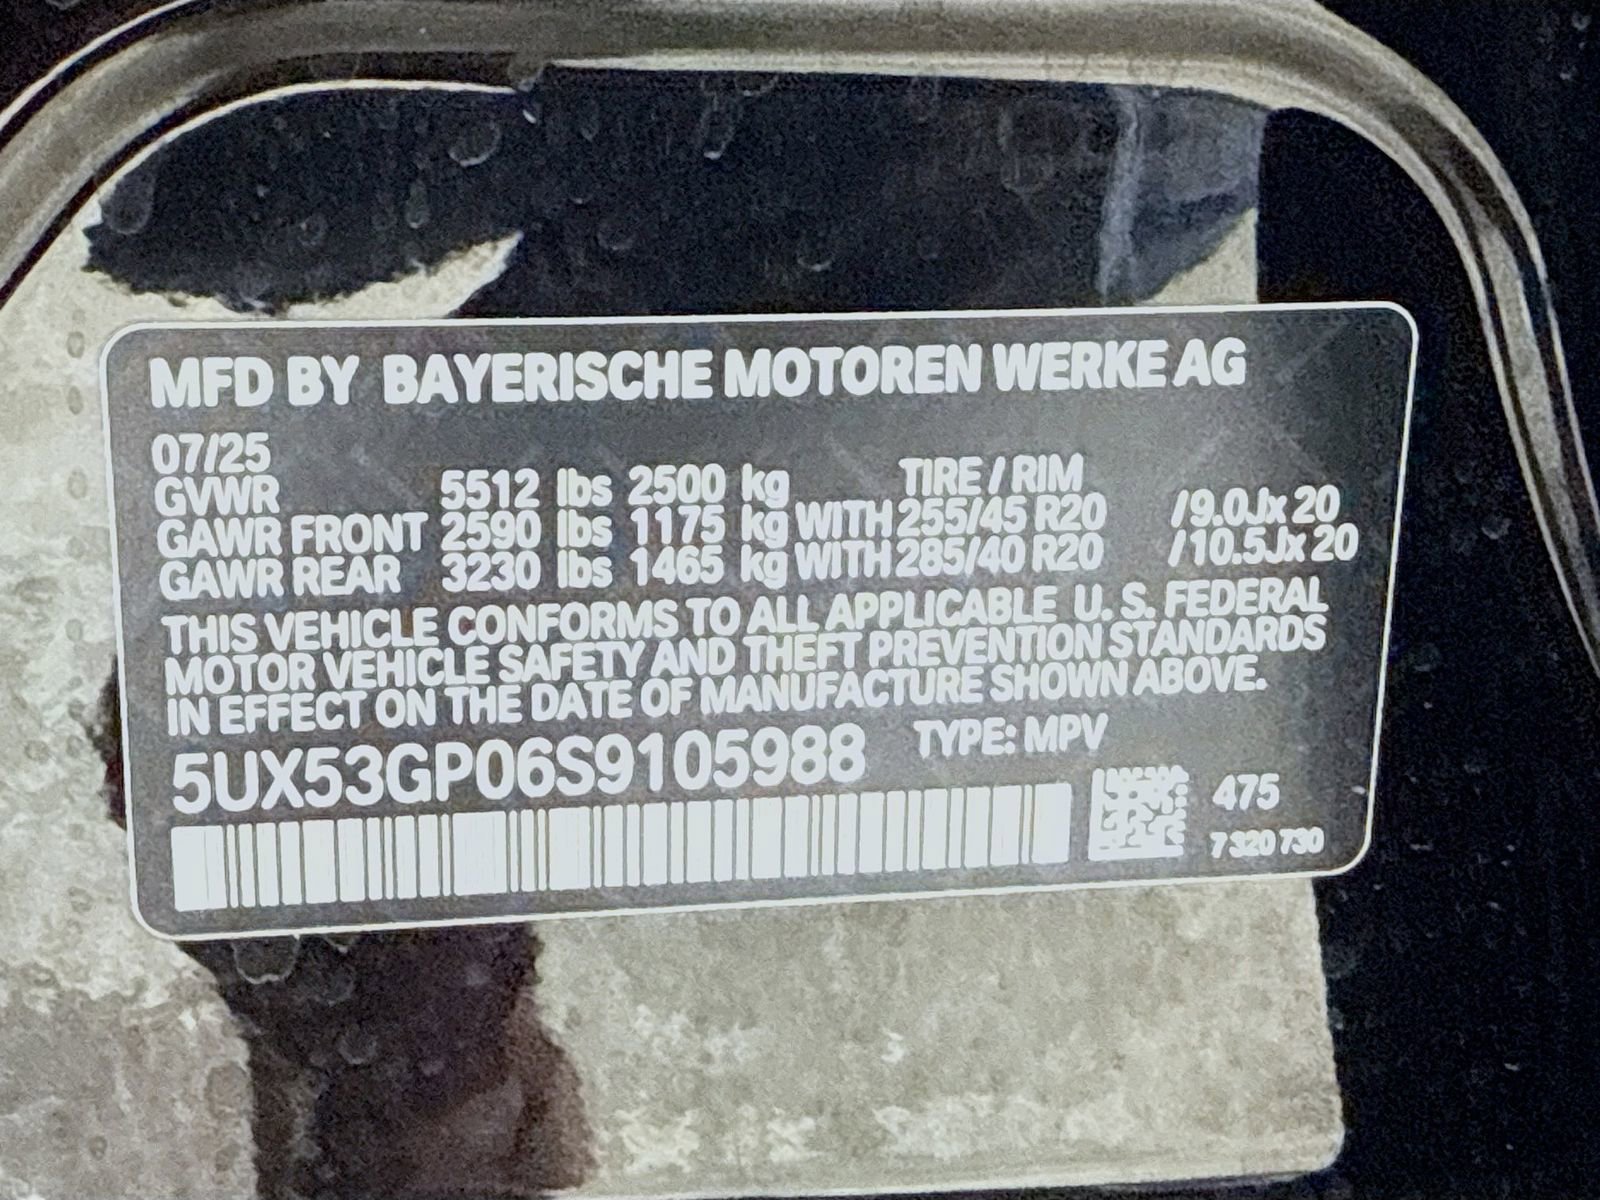 MFD BY BAYERISCHE MOTOREN WERKE AG
07/25
TIRE / RIM
GVWR 5512 lbs 2500 kg
GAWR FRONT 2590 lbs 1175 kg WITH 255/45 R20 /9.0Jx 20
GAWR REAR 3230 lbs 1465 kg WITH 285/40 R20 /10.5Jx 20
THIS VEHICLE CONFORMS TO ALL APPLICABLE U. S. FEDERAL
MOTOR VEHICLE SAFETY AND THEFT PREVENTION STANDARDS
IN EFFECT ON THE DATE OF MANUFACTURE SHOWN ABOVE.
5UX53GP06S9105988 TYPE: MPV
475
7 320 730